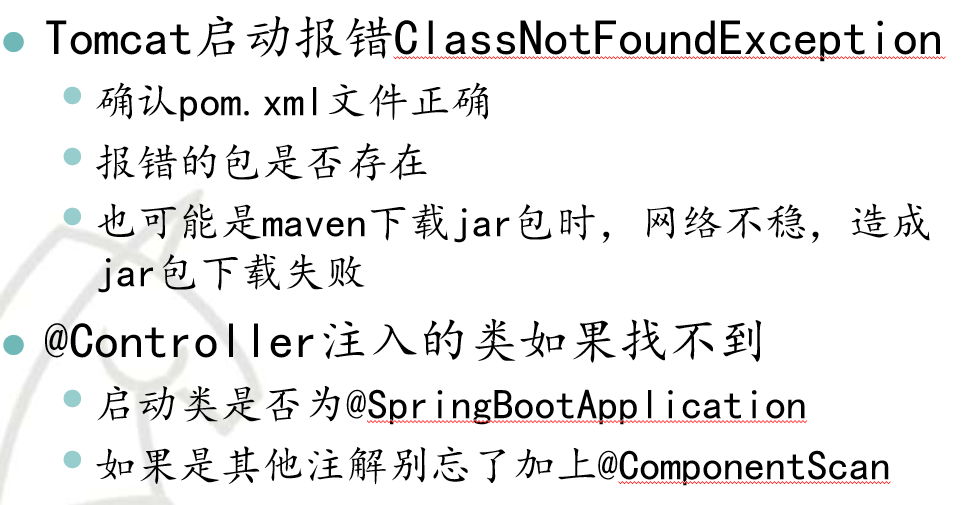 Tomcat启动报错ClassNotFoundException
确认pom.xml文件正确
报错的包是否存在
也可能是maven下载jar包时，网络不稳，造成
jar包下载失败
@Controller注入的类如果找不到
启动类是否为@SpringBootApplication
如果是其他注解别忘了加上@ComponentScan